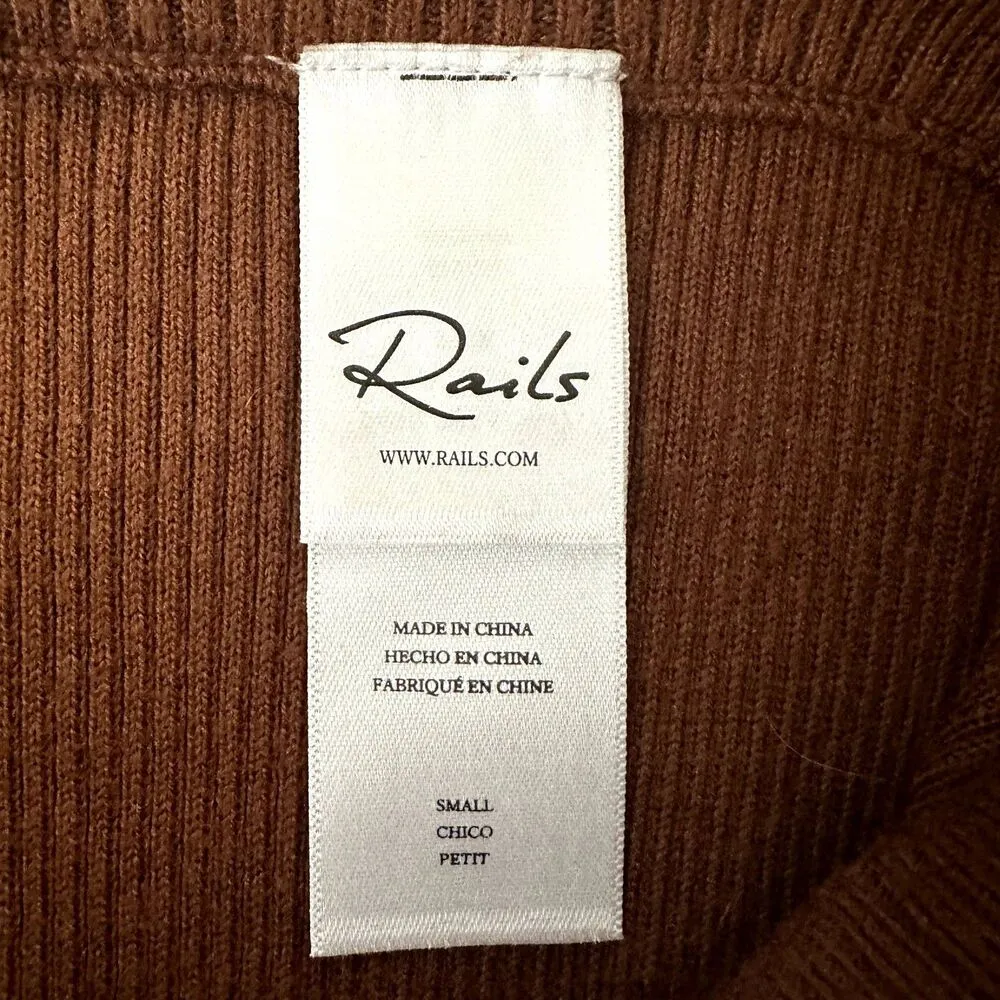 Rails
WWW.RAILS.COM
MADE IN CHINA
HECHO EN CHINA
FABRIQUÉ EN CHINE
SMALL
CHICO
PETIT